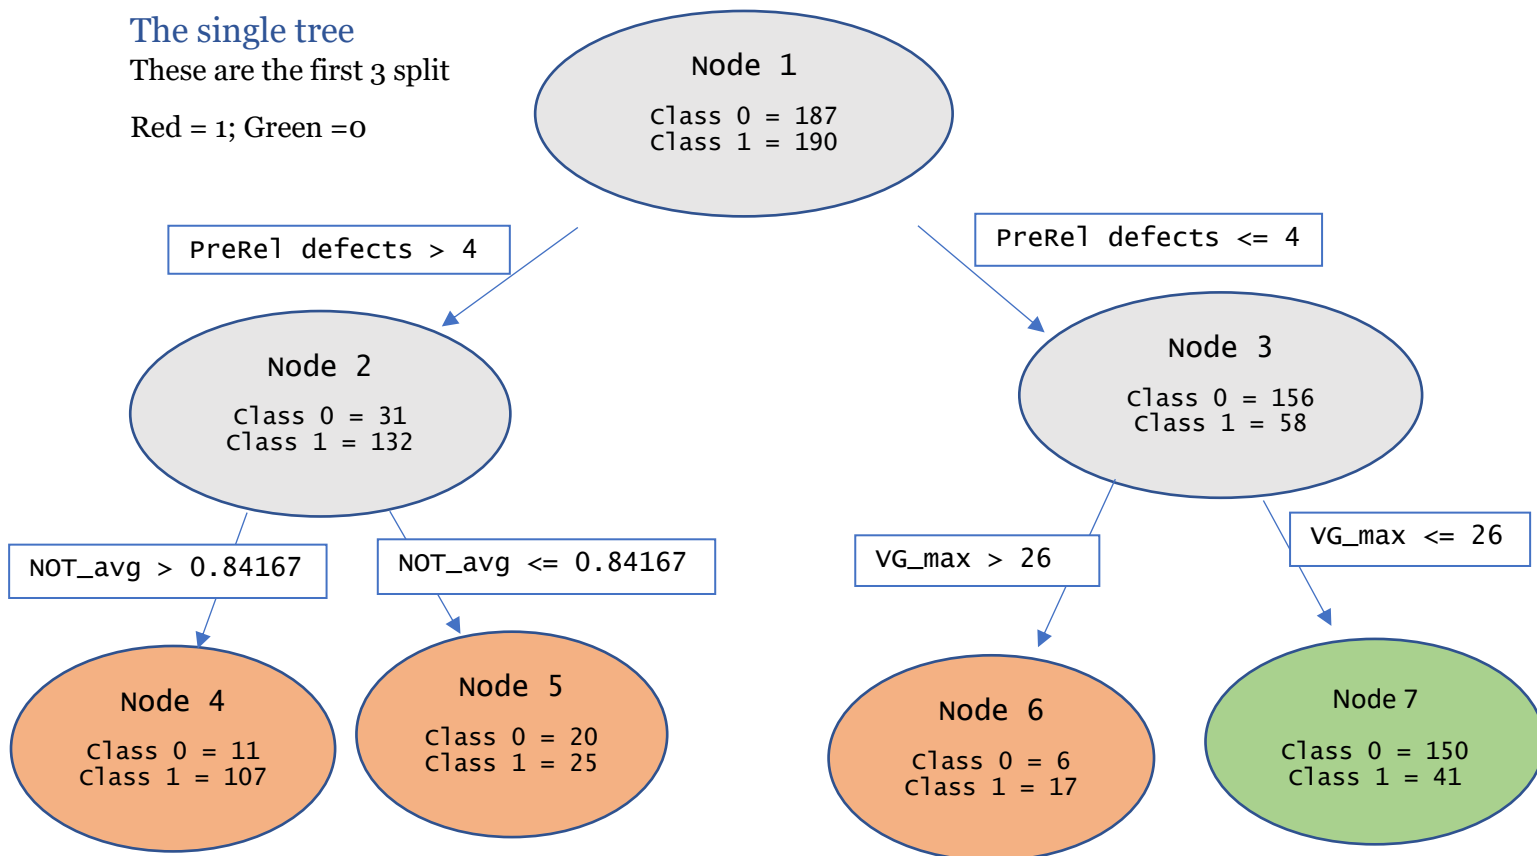 The single tree
These are the first 3 split
Red = 1; Green =0
Node 1
Class 0 = 187
Class 1 = 190
PreRel defects > 4
PreRel defects <= 4
Node 2
Class 0 = 31
Class 1 = 132
Node 3
Class 0 = 156
Class 1 = 58
NOT_avg > 0.84167
NOT_avg <= 0.84167
VG_max > 26
VG_max <= 26
Node 4
Class 0 = 11
Class 1 = 107
Node 5
Class 0 = 20
Class 1 = 25
Node 6
Class 0 = 6
Class 1 = 17
Node 7
Class 0 = 150
Class 1 = 41